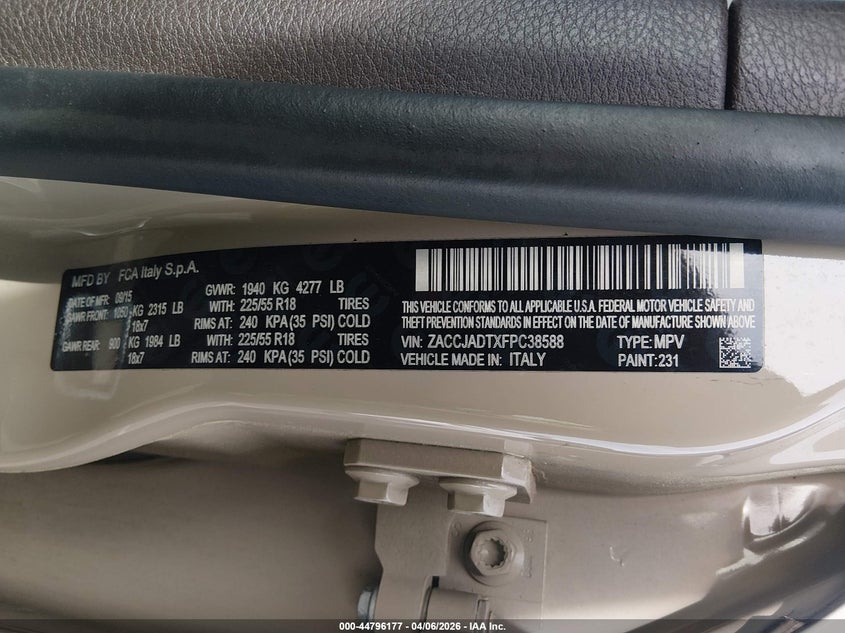 MFD BY FCA Italy S.p.A.
DATE OF MFR: 09/15 GVWR: 1940 KG 4277 LB
GAWR FRONT: 1050 KG 2315 LB WITH: 225/55 R18 TIRES
18x7 RIMS AT: 240 KPA(35 PSI) COLD
GAWR REAR: 900 KG 1984 LB WITH: 225/55 R18 TIRES
18x7 RIMS AT: 240 KPA(35 PSI) COLD
THIS VEHICLE CONFORMS TO ALL APPLICABLE U.S.A. FEDERAL MOTOR VEHICLE SAFETY AND
THEFT PREVENTION STANDARDS IN EFFECT ON THE DATE OF MANUFACTURE SHOWN ABOVE
VIN: ZACCJADTXFPC38588 TYPE: MPV
VEHICLE MADE IN: ITALY PAINT: 231
000-44796177 - 04/06/2026 - IAA Inc.